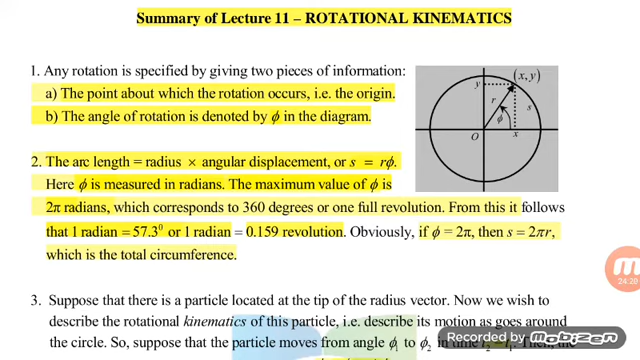 Summary of Lecture 11 – ROTATIONAL KINEMATICS
1. Any rotation is specified by giving two pieces of information:
a) The point about which the rotation occurs, i.e. the origin.
b) The angle of rotation is denoted by ϕ in the diagram.
(x, y)
y
r
s
ϕ
O
x
2. The arc length = radius × angular displacement, or s = rϕ.
Here ϕ is measured in radians. The maximum value of ϕ is
2π radians, which corresponds to 360 degrees or one full revolution. From this it follows
that 1 radian = 57.3⁰ or 1 radian = 0.159 revolution. Obviously, if ϕ = 2π, then s = 2πr,
which is the total circumference.
3. Suppose that there is a particle located at the tip of the radius vector. Now we wish to
describe the rotational kinematics of this particle, i.e. describe its motion as goes around
the circle. So, suppose that the particle moves from angle ϕ₁ to ϕ₂ in time t₂ – t₁. Then, the
M
24:20
Recorded by
Mobizen